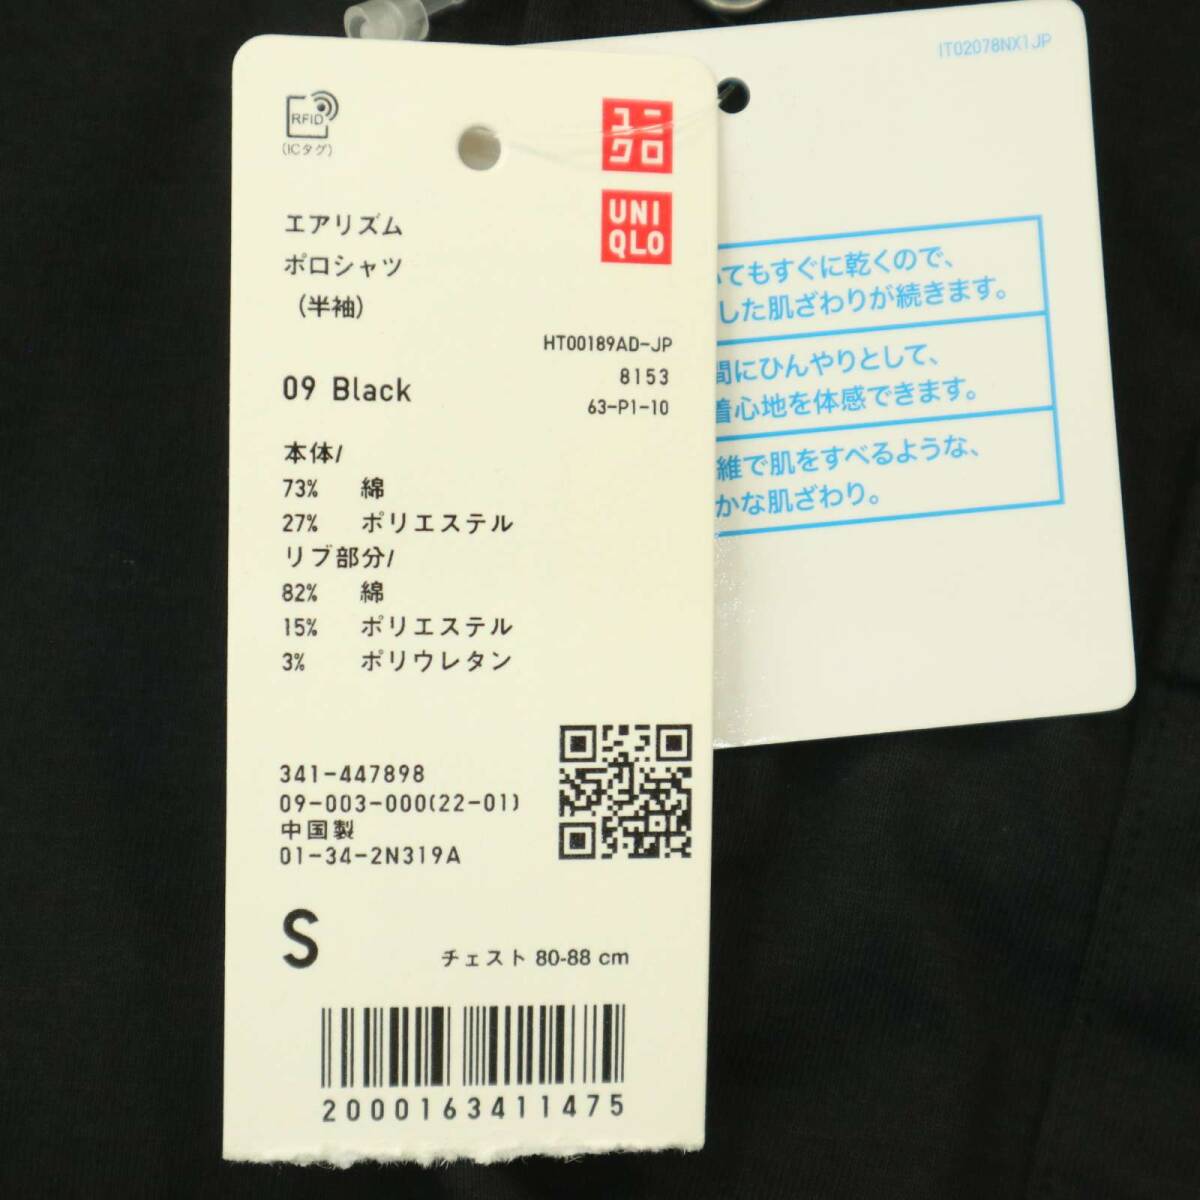 RFID
(ICタグ)
ユニ
クロ
UNI
QLO
エアリズム
ポロシャツ
(半袖)
HT00189AD-JP
8153
63-P1-10
09 Black
本体/
73% 綿
27% ポリエステル
リブ部分/
82% 綿
15% ポリエステル
3% ポリウレタン
341-447898
09-003-000(22-01)
中国製
01-34-2N319A
S
チェスト 80-88 cm
2000163411475
IT02078NX1JP
てもすぐに乾くので、
した肌ざわりが続きます。
間にひんやりとして、
着心地を体感できます。
維で肌をすべるような、
かな肌ざわり。